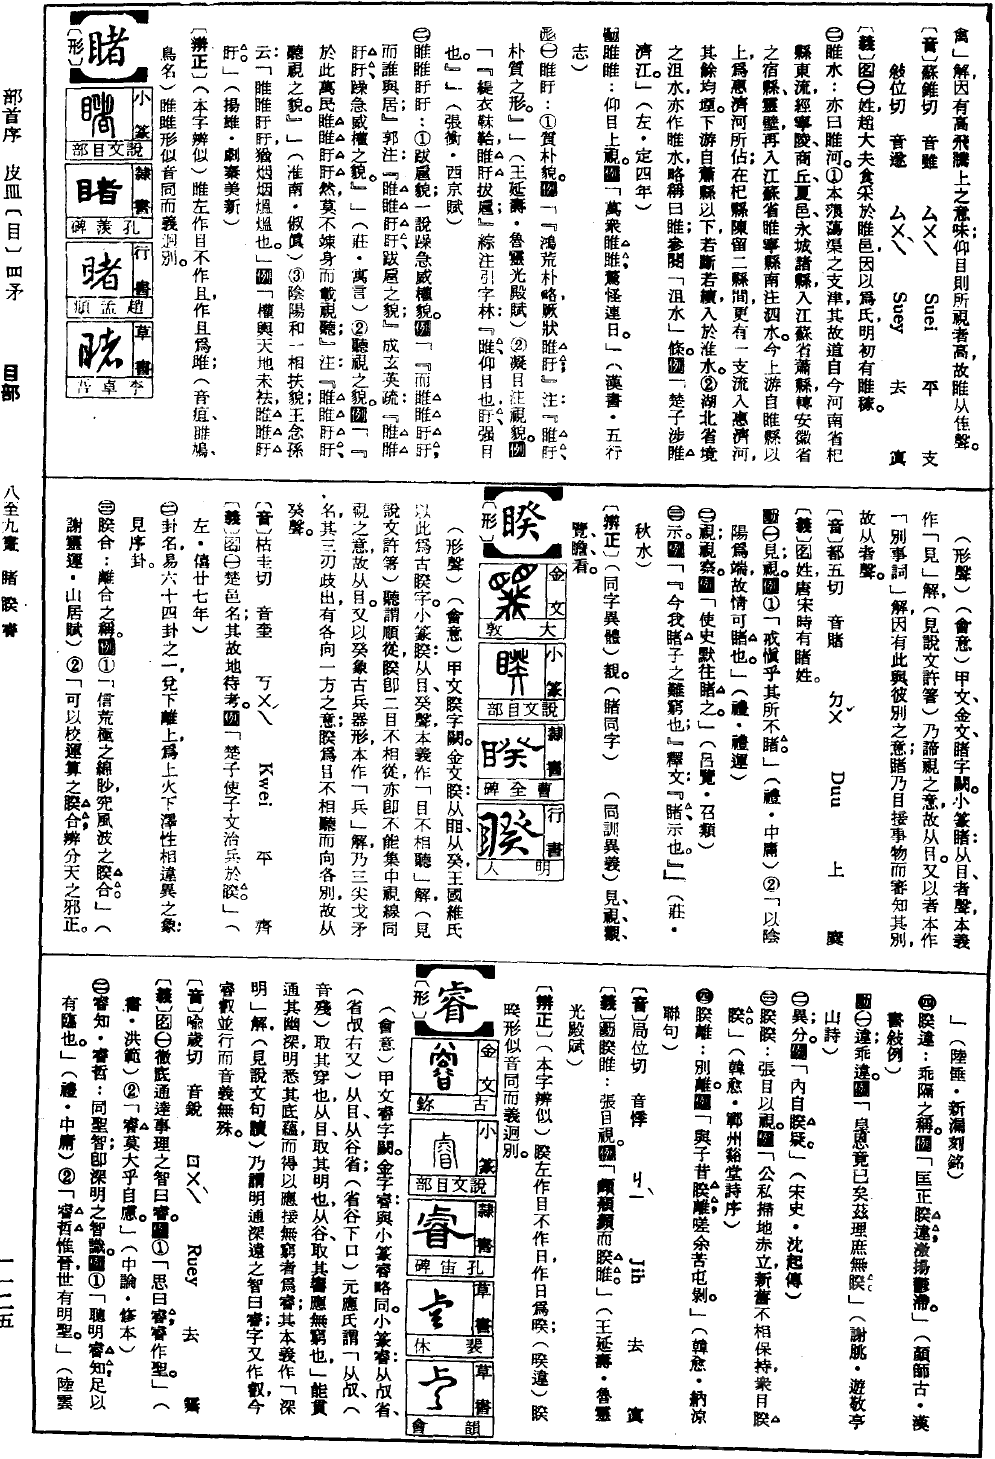 禽」解,因有高飛騰上之意味,仰目則所視者高,故睢从隹聲。
〔音〕蘇錐切 音雖 ㄙㄨㄟ Suei 平 支
敍位切 音邃 ㄙㄨㄟˋ Suey 去 寘
〔義〕图㊀姓,趙大夫食采於睢邑,因以爲氏,明初有睢稼。
㊁睢水:亦曰睢河。①本浪蕩渠之支津,其故道自今河南省杞
縣東流經寧陵、商丘、夏邑、永城諸縣,入江蘇省蕭縣,轉安徽省
之宿縣、靈壁,再入江蘇省睢寧縣南注泗水。今上游自睢縣以
上,爲惠濟河所佔;在杞縣陳留二縣間,更有一支流入惠濟河,
其餘均堙。下游自蕭縣以下,若斷若續,入於淮水。②湖北省境
之沮水,亦作睢水,略稱曰睢;參閱「沮水」條。例「楚子涉睢
濟江。」(左・定四年)
動睢睢:仰目上視。例「萬衆睢睢,驚怪連日。」(漢書・五行
志)
形㊀睢盱:①質朴貌。例「『鴻荒朴略,厥狀睢盱』注:『睢盱,
朴質之形。』」(王延壽・魯靈光殿賦)②凝目注視貌。例
「『緹衣韎韐,睢盱拔扈』綜注引字林:『睢,仰目也;盱,强目
也。』」(張衡・西京賦)
㊁睢睢盱盱:①跋扈貌,一說躁急威權貌。例「『而睢睢盱盱,
而誰與居』郭注:『睢睢盱盱,跋扈之貌』成玄英疏:『睢睢
盱盱,躁急威權之貌。』」(莊・寓言)②聽視之貌。例「『
於此萬民睢睢盱盱然,莫不竦身而載視聽』注:『睢睢盱盱,
聽視之貌。』」(淮南・俶眞)③陰陽和一相扶貌,王念孫
云:「睢睢盱盱,猶烟烟熅熅也。」例「權輿天地未袪,睢睢盱
盱。」(揚雄・劇秦美新)
〔辨正〕(本字辨似)睢左作目,不作且,作且爲雎(音疽,雎鳩,
鳥名)睢雎形似音同而義迥別。
睹
〔形〕
小篆 說文目部
隸書 孔羨碑
行書 趙孟頫
草書 李卓吾
(形聲)(會意)甲文、金文睹字闕。小篆睹:从目,者聲,本義
作「見」解(見說文許箸),乃諦視之意,故从目。又以者本作
「別事詞」解,因有此與彼別之意;睹乃目接事物而審知其別,
故从者聲。
〔音〕都五切 音賭 ㄉㄨˇ Duu 上 麌
〔義〕图姓,唐宋時有睹姓。
動㊀見;視。例①「戒愼乎其所不睹。」(禮・中庸)②「以陰
陽爲端,故情可睹也。」(禮・禮運)
㊁視;視察。例「使史默往睹之。」(呂覽・召類)
㊂示。例「『今我睹子之難窮也』釋文:『睹,示也。』」(莊・
秋水)
〔辨正〕(同字異體)覩。(睹同字)(同訓異義)見、視、觀、
覽、瞻、看。
睽
〔形〕
金文 大敦
小篆 說文目部
隸書 曹全碑
行書 明人
(形聲)(會意)甲文睽字闕。金文睽:从䀠从癸,王國維氏
以此爲古睽字。小篆睽:从目,癸聲,本義作「目不相聽」解(見
說文許箸),聽謂順從,睽卽二目不相從,亦卽不能集中視線同
視之意,故从目。又以癸象古兵器形,本作「兵」解,乃三尖戈矛
名,其三刃歧出,有各向一方之意;睽爲目不相聽而向各別,故从
癸聲。
〔音〕枯圭切 音奎 ㄎㄨㄟˊ Kwei 平 齊
〔義〕图㊀楚邑名,其故地待考。例「楚子使子文治兵於睽。」(
左・僖廿七年)
㊁卦名,易六十四卦之一,兌下離上,爲上火下澤,性相違異之象;
見序卦。
㊂睽合:離合之稱。例①「信荒極之綿眇,究風波之睽合。」(
謝靈運・山居賦)②「可以校運算之睽合,辨分天之邪正。
」(陸倕・新漏刻銘)
㊃睽違:乖隔之稱。例「匡正睽違,激揚鬱滯。」(顏師古・漢
書敍例)
動㊀違;乖違。例「皇恩竟已矣,茲理庶無睽。」(謝朓・遊敬亭
山詩)
㊁異;分。例「內自睽疑。」(宋史・沈起傳)
㊂睽睽:張目以視。例「公私掃地赤立,新舊不相保持,衆目睽
睽。」(韓愈・鄆州谿堂詩序)
㊃睽離:別離。例「與子昔睽離,嗟余苦屯剝。」(韓愈・納涼
聯句)
〔音〕局位切 音悸 ㄐㄧˋ Jih 去 寘
〔義〕動睽睢:張目視。例「顤顟顟而睽睢。」(王延壽・魯靈
光殿賦)
〔辨正〕(本字辨似)睽左作目,不作日,作日爲暌(暌違)睽
暌形似音同而義迥別。
睿
〔形〕
金文 古鉨
小篆 說文目部
隸書 孔宙碑
草書 裴休
草書 韻會
(會意)甲文睿字闕。金字睿與小篆睿略同。小篆睿:从𣦼省、
(省𣦼右又)从目、从谷省;(省谷下口)元應氏謂「从𣦼、(
音殘)取其穿也,从目、取其明也,从谷、取其響應無窮也」,能貫
通其幽深,明悉其底蘊,而得以應接無窮者爲睿;其本義作「深
明」解(見說文句讀),乃謂明通深遠之智曰睿;字又作叡,今
睿叡並行而音義無殊。
〔音〕喩歲切 音銳 ㄖㄨㄟˋ Ruey 去 霽
〔義〕图㊀徹底通達事理之智曰睿。例①「思曰睿,睿作聖。」(
書・洪範)②「睿莫大乎自慮。」(中論・修本)
㊁睿知・睿哲:同聖智,卽深明之智識。例①「聰明睿知,足以
有臨也。」(禮・中庸)②「睿哲惟晉,世有明聖。」(陸雲
部首序 皮皿〔目〕四矛 目部
八至九畫 睹睽睿
一一二五